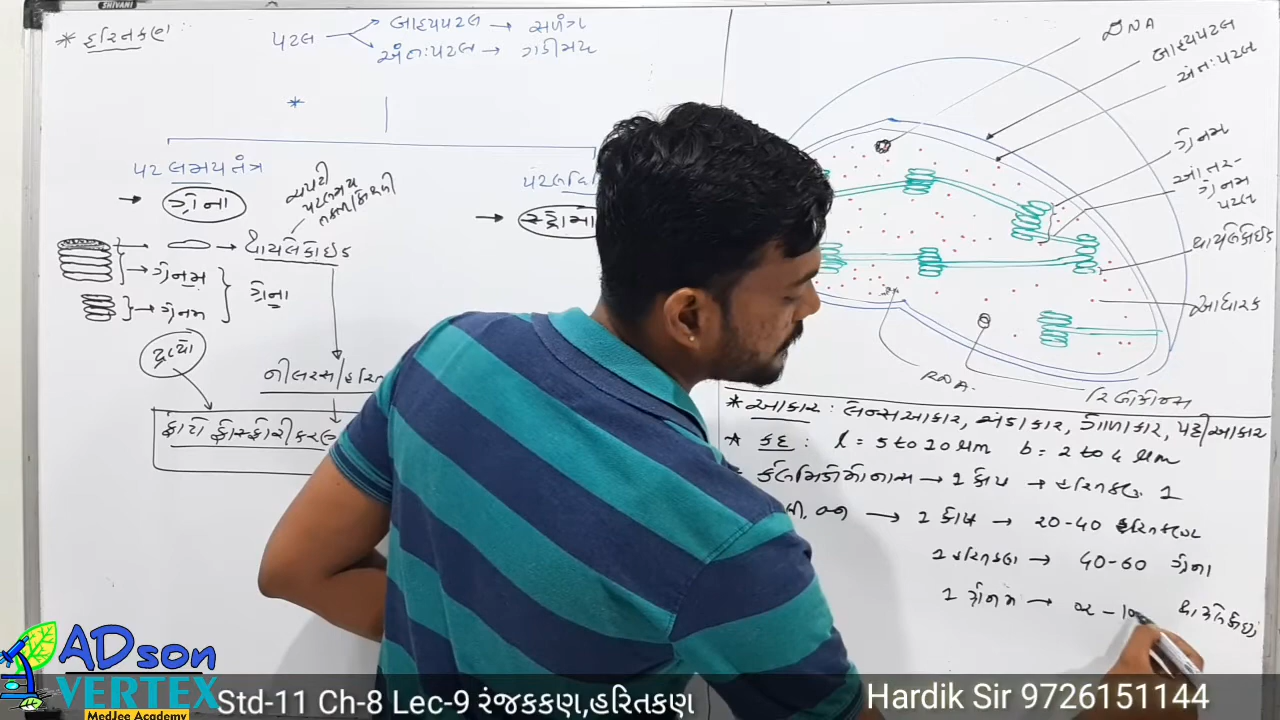 SHIVANI
* હરિતકણ :
પટલ → બાહ્યપટલ → સળંગ
→ અંતઃપટલ → ગડીમય
*
પટલમયતંત્ર
→ ગ્રેના
→ થાયલેકોઇડ
→ ગ્રેનમ
→ ગ્રેનમ
ગ્રેના
→ સ્ટ્રોમા
DNA
બાહ્યપટલ
અંતઃપટલ
ગ્રેનમ
આંતર-
ગ્રેનમ
પટલ
થાયલેકોઇડ
આધારક
RNA
રિબોઝોમ્સ
* આકાર : લેન્સઆકાર, અંડાકાર, ગોળાકાર, પટ્ટીઆકાર
* કદ : l = 5 to 10 µm b = 2 to 4 µm
ક્લેમિડોમોનાસ → 1 કોષ → હરિતકણ 1
→ 1 કોષ → 20-40 હરિતકણ
1 હરિતકણ → 40-60 ગ્રેના
1 ગ્રેનમ → થાયલેકોઇડ
ADson
VERTEX
MedJee Academy
Std-11 Ch-8 Lec-9 રંજકકણ,હરિતકણ
Hardik Sir 9726151144